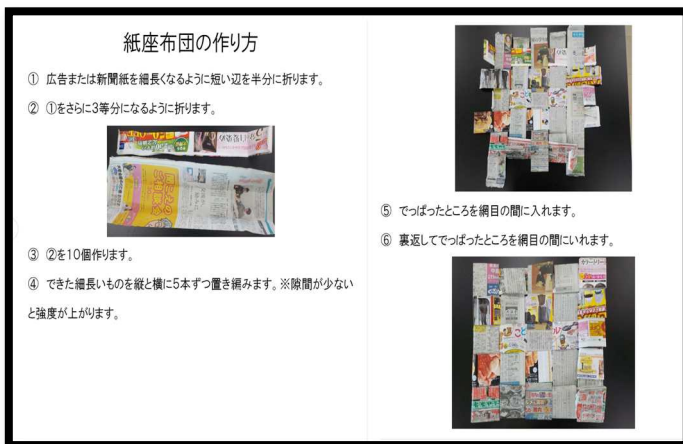 紙座布団の作り方
① 広告または新聞紙を細長くなるように短い辺を半分に折ります。
② ①をさらに3等分になるように折ります。
③ ②を10個作ります。
④ できた細長いものを縦と横に5本ずつ置き編みます。※隙間が少ない
と強度が上がります。
⑤ でっぱったところを網目の間に入れます。
⑥ 裏返してでっぱったところを網目の間にいれます。